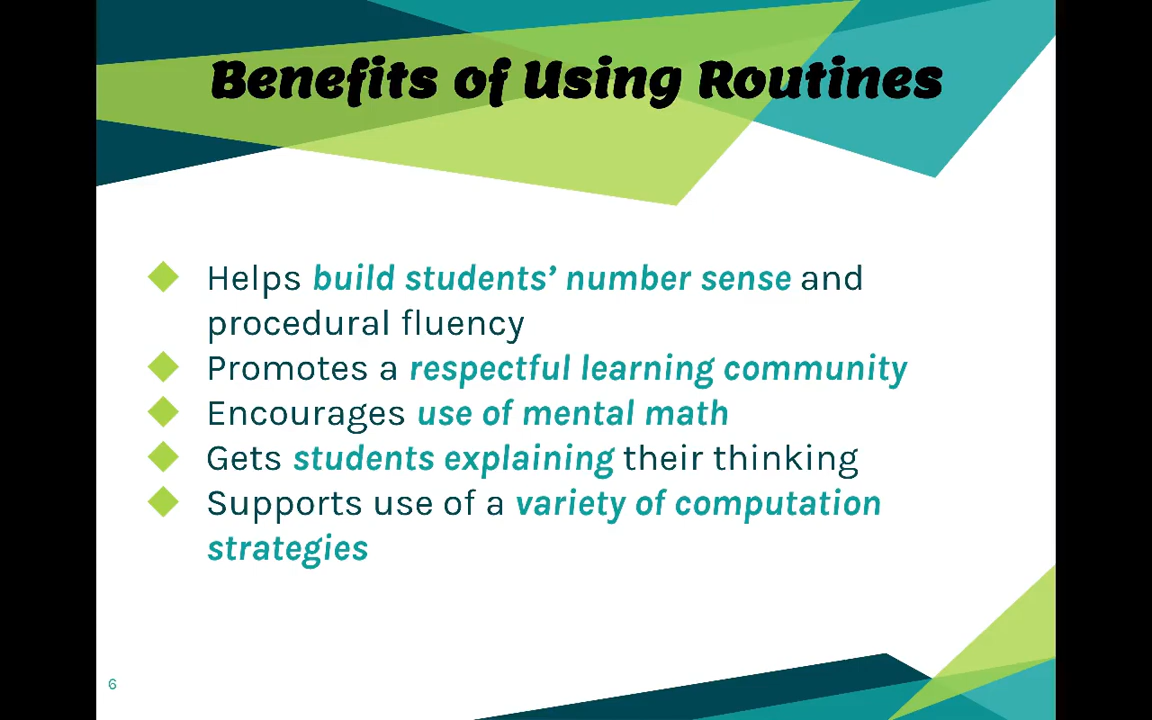 Benefits of Using Routines
Helps build students’ number sense and
procedural fluency
Promotes a respectful learning community
Encourages use of mental math
Gets students explaining their thinking
Supports use of a variety of computation
strategies
6